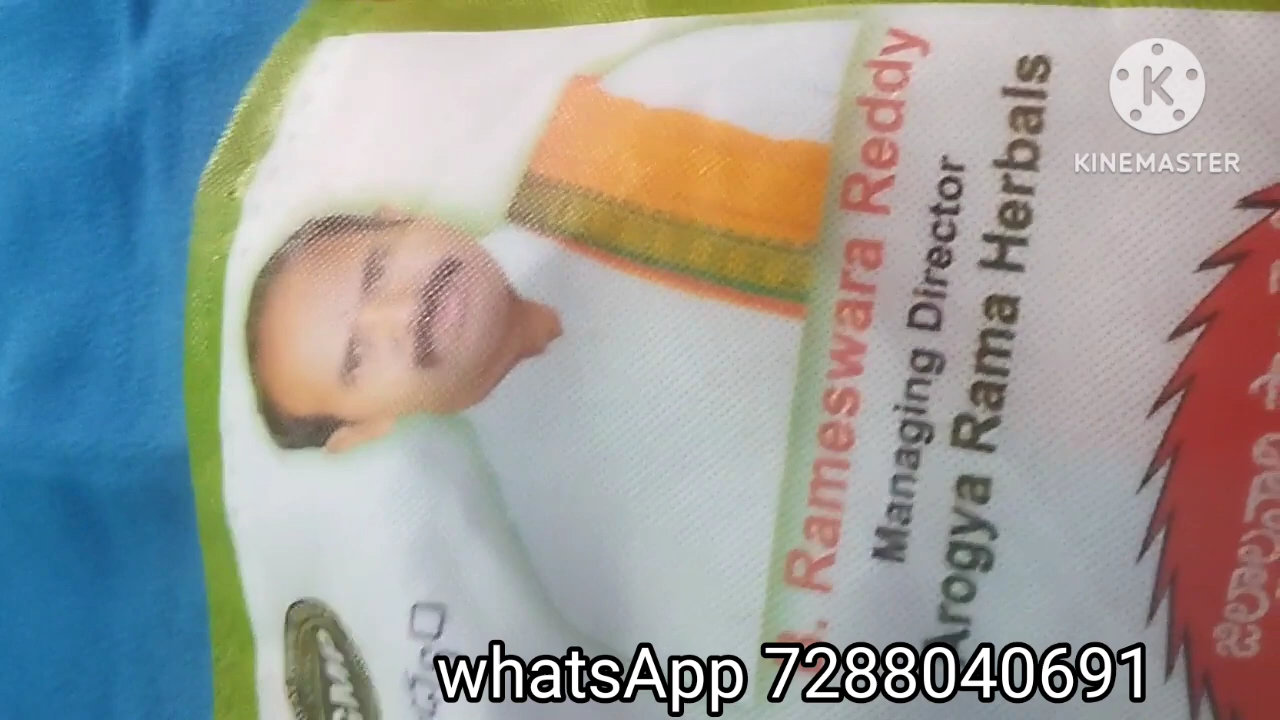 B. Rameswara Reddy
Managing Director
Arogya Rama Herbals
KINEMASTER
whatsApp 7288040691